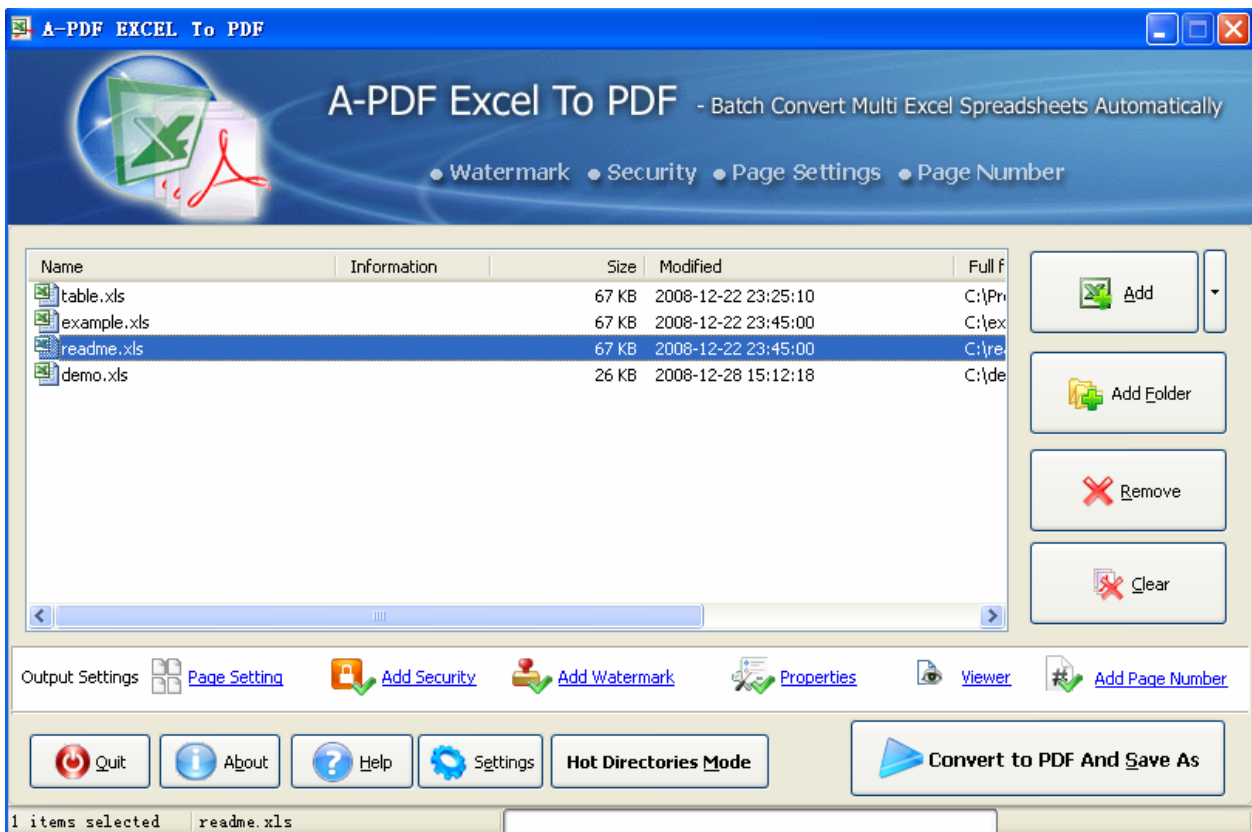 A-PDF EXCEL To PDF
A-PDF Excel To PDF - Batch Convert Multi Excel Spreadsheets Automatically
● Watermark ● Security ● Page Settings ● Page Number
Name Information Size Modified Full f
table.xls 67 KB 2008-12-22 23:25:10 C:\Pr
example.xls 67 KB 2008-12-22 23:45:00 C:\ex
readme.xls 67 KB 2008-12-22 23:45:00 C:\re
demo.xls 26 KB 2008-12-28 15:12:18 C:\de
Add
Add Folder
Remove
Clear
Output Settings Page Setting Add Security Add Watermark Properties Viewer Add Page Number
Quit About Help Settings Hot Directories Mode Convert to PDF And Save As
1 items selected readme.xls